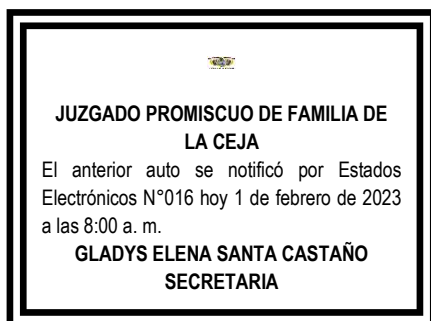 JUZGADO PROMISCUO DE FAMILIA DE
LA CEJA
El anterior auto se notificó por Estados
Electrónicos N°016 hoy 1 de febrero de 2023
a las 8:00 a. m.
GLADYS ELENA SANTA CASTAÑO
SECRETARIA